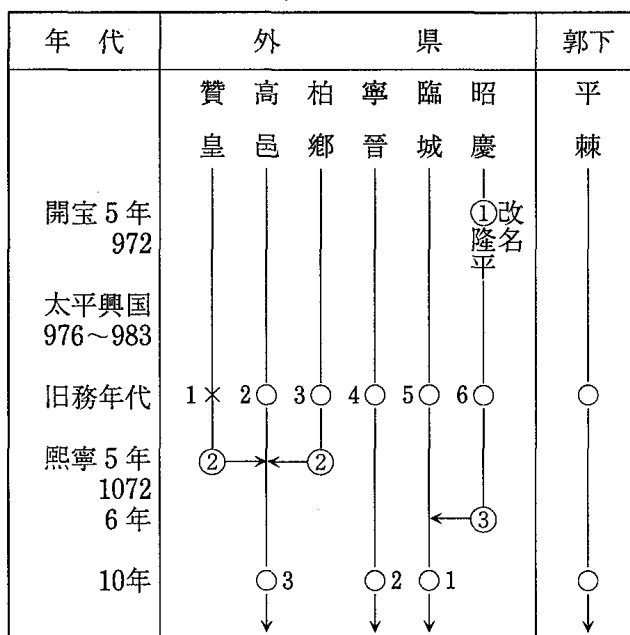 年代 外県 郭下
贊皇 高邑 柏鄉 寧晉 臨城 昭慶 平棘
開宝5年 ①改名隆平
972
太平興国
976～983
旧務年代 1× 2○ 3○ 4○ 5○ 6○ ○
熙寧5年 ② ②
1072
6年 ③
10年 ○3 ○2 ○1 ○